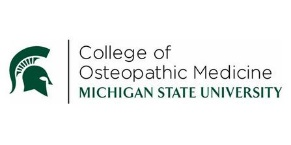 College of
Osteopathic Medicine
MICHIGAN STATE UNIVERSITY